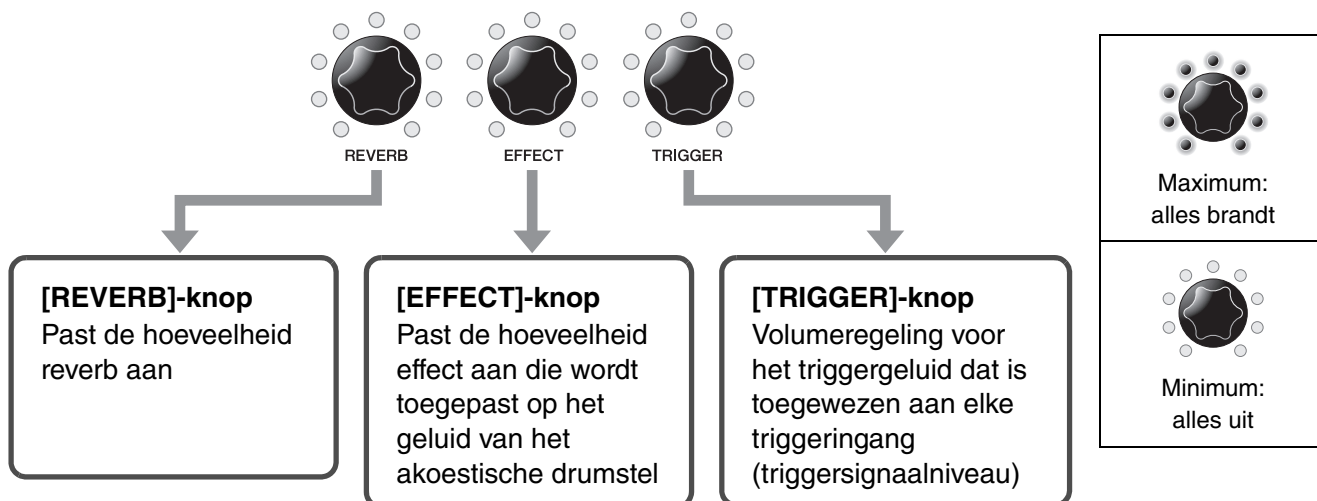 REVERB
EFFECT
TRIGGER
[REVERB]-knop
Past de hoeveelheid
reverb aan
[EFFECT]-knop
Past de hoeveelheid
effect aan die wordt
toegepast op het
geluid van het
akoestische drumstel
[TRIGGER]-knop
Volumeregeling voor
het triggergeluid dat is
toegewezen aan elke
triggeringang
(triggersignaalniveau)
Maximum:
alles brandt
Minimum:
alles uit